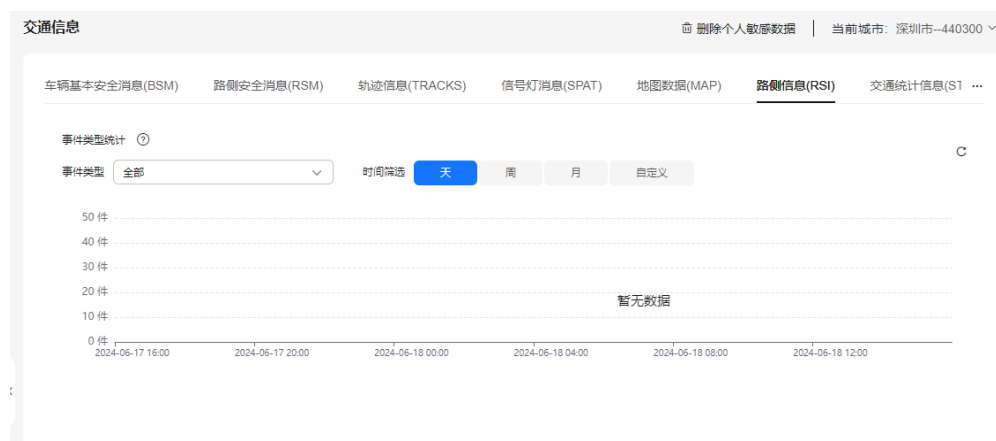 交通信息
删除个人敏感数据 当前城市: 深圳市--440300
车辆基本安全消息(BSM) 路侧安全消息(RSM) 轨迹信息(TRACKS) 信号灯消息(SPAT) 地图数据(MAP) 路侧信息(RSI) 交通统计信息(ST ...
事件类型统计 ?
事件类型 全部 时间筛选 天 周 月 自定义
50 件
40 件
30 件
20 件
暂无数据
10 件
0 件
2024-06-17 16:00 2024-06-17 20:00 2024-06-18 00:00 2024-06-18 04:00 2024-06-18 08:00 2024-06-18 12:00